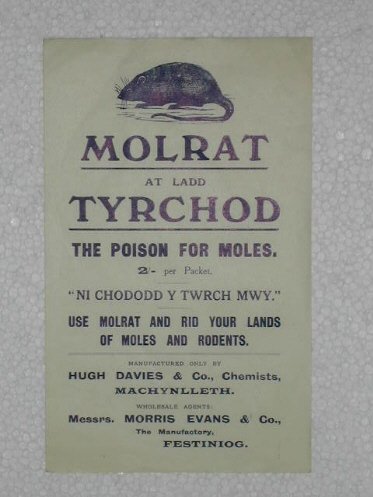 MOLRAT
AT LADD
TYRCHOD
THE POISON FOR MOLES.
2/- per Packet.
"NI CHODODD Y TWRCH MWY."
USE MOLRAT AND RID YOUR LANDS
OF MOLES AND RODENTS.
MANUFACTURED ONLY BY
HUGH DAVIES & Co., Chemists,
MACHYNLLETH.
WHOLESALE AGENTS:
Messrs. MORRIS EVANS & Co.,
The Manufactory,
FESTINIOG.